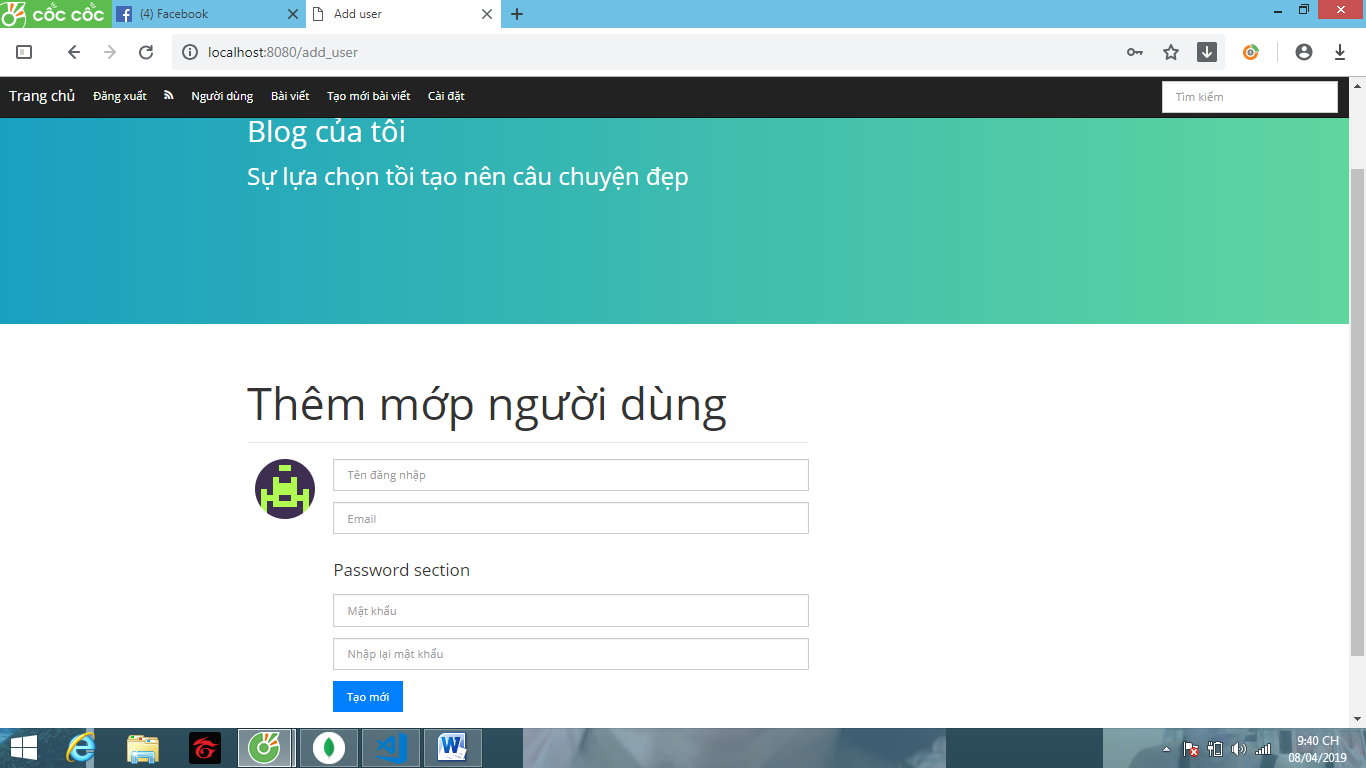 cốc cốc
(4) Facebook
Add user
localhost:8080/add_user
Trang chủ Đăng xuất Người dùng Bài viết Tạo mới bài viết Cài đặt Tìm kiếm
Blog của tôi
Sự lựa chọn tồi tạo nên câu chuyện đẹp
Thêm mớp người dùng
Tên đăng nhập
Email
Password section
Mật khẩu
Nhập lại mật khẩu
Tạo mới
9:40 CH
08/04/2019